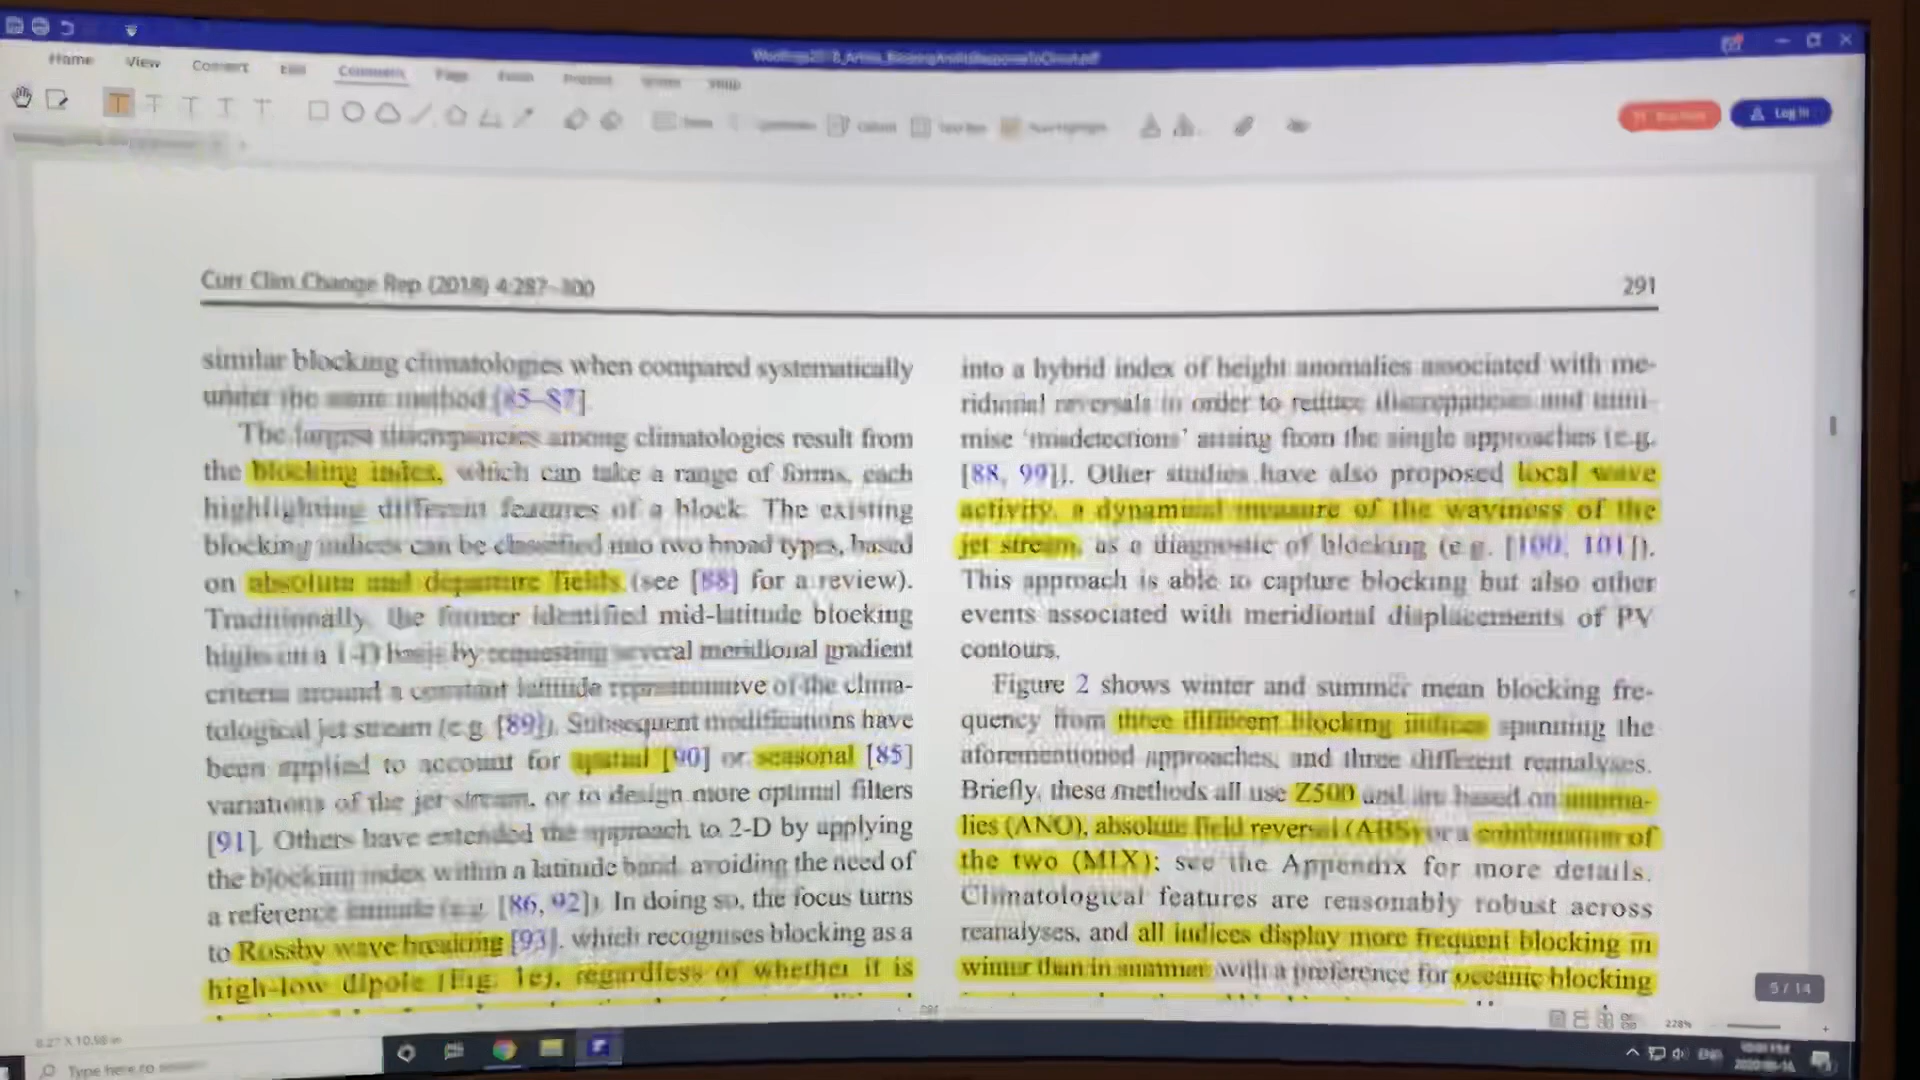 Home View Convert Edit Comment Page
Log in
Curr Clim Change Rep (2018) 4:287–300
291
similar blocking climatologies when compared systematically
under the same method [85–87].
The largest discrepancies among climatologies result from
the blocking index, which can take a range of forms, each
highlighting different features of a block. The existing
blocking indices can be classified into two broad types, based
on absolute and departure fields (see [88] for a review).
Traditionally, the former identified mid-latitude blocking
highs on a 1-D basis by requesting several meridional gradient
criteria around a constant latitude representative of the clima-
tological jet stream (e.g. [89]). Subsequent modifications have
been applied to account for spatial [90] or seasonal [85]
variations of the jet stream, or to design more optimal filters
[91]. Others have extended the approach to 2-D by applying
the blocking index within a latitude band, avoiding the need of
a reference latitude (e.g. [86, 92]). In doing so, the focus turns
to Rossby wave breaking [93], which recognises blocking as a
high-low dipole (Fig. 1c), regardless of whether it is
into a hybrid index of height anomalies associated with me-
ridional reversals in order to reduce discrepancies and mini-
mise 'misdetections' arising from the single approaches (e.g.
[88, 99]). Other studies have also proposed local wave
activity, a dynamical measure of the waviness of the
jet stream, as a diagnostic of blocking (e.g. [100, 101]).
This approach is able to capture blocking but also other
events associated with meridional displacements of PV
contours.
Figure 2 shows winter and summer mean blocking fre-
quency from three different blocking indices spanning the
aforementioned approaches, and three different reanalyses.
Briefly, these methods all use Z500 and are based on anoma-
lies (ANO), absolute field reversal (ABS) or a combination of
the two (MIX); see the Appendix for more details.
Climatological features are reasonably robust across
reanalyses, and all indices display more frequent blocking in
winter than in summer with a preference for oceanic blocking
5 / 14
228%
8.27 X 10.98 in
Type here to search